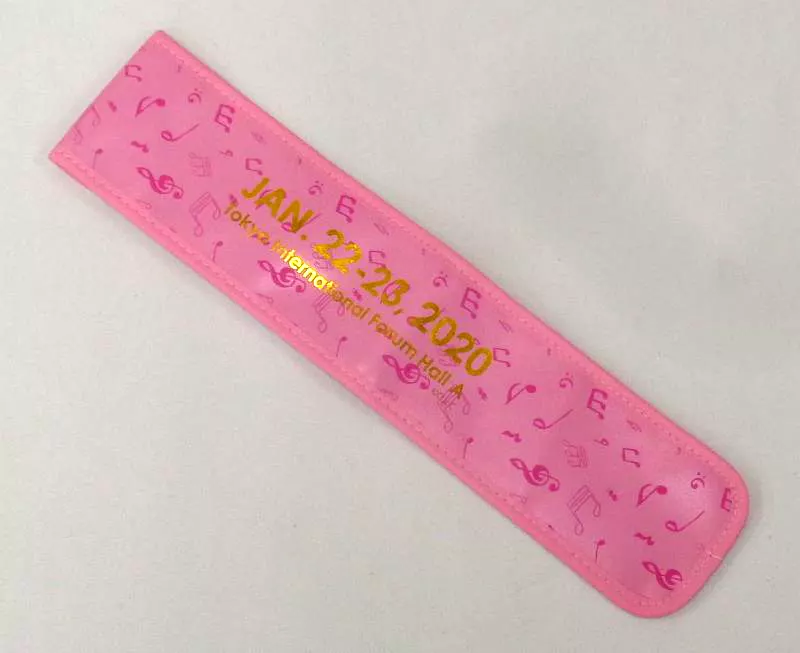 JAN. 22-23, 2020
Tokyo International Forum Hall A